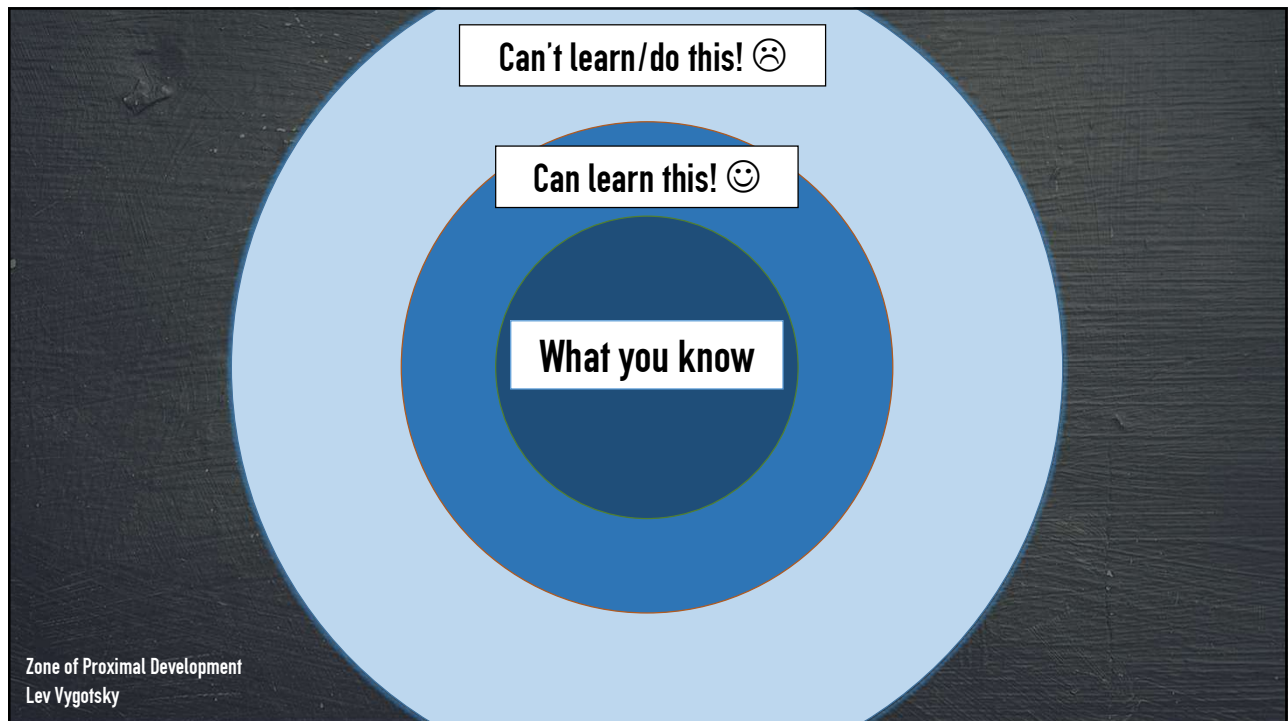 Can't learn/do this! ☹
Can learn this! ☺
What you know
Zone of Proximal Development
Lev Vygotsky